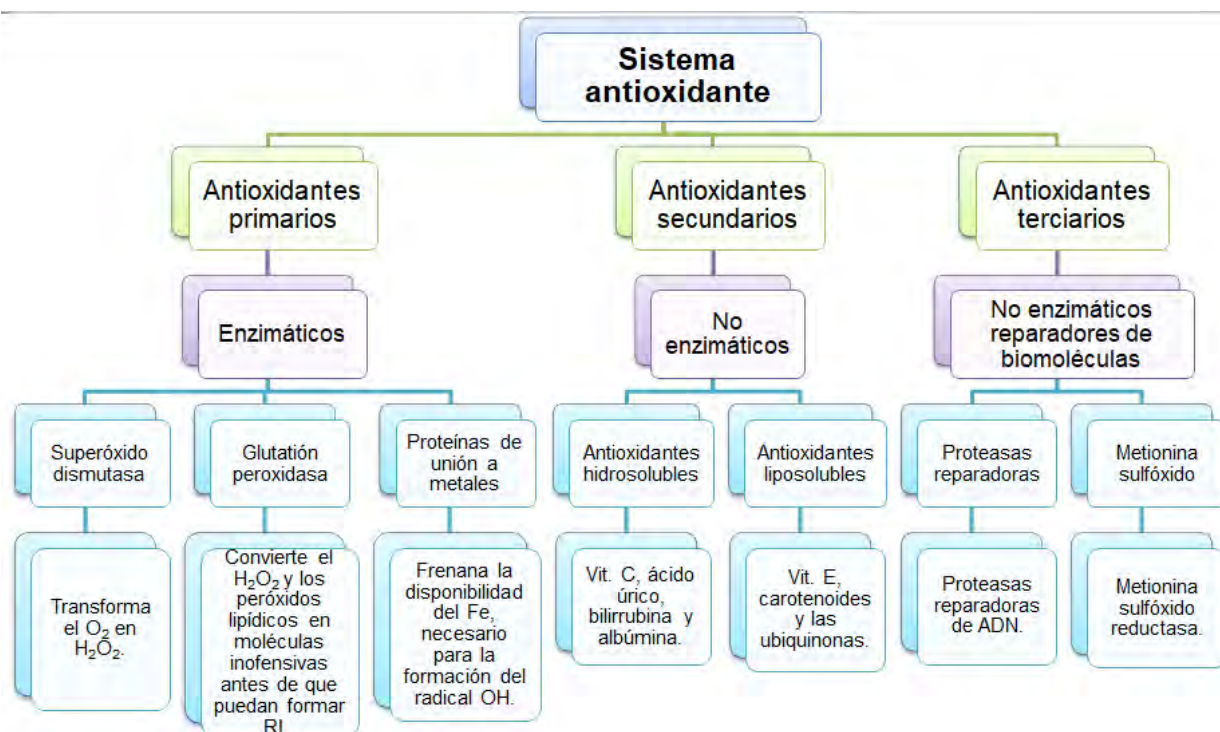 Sistema
antioxidante
Antioxidantes
primarios
Antioxidantes
secundarios
Antioxidantes
terciarios
Enzimáticos
No
enzimáticos
No enzimáticos
reparadores de
biomoléculas
Superóxido
dismutasa
Glutatión
peroxidasa
Proteínas de
unión a
metales
Antioxidantes
hidrosolubles
Antioxidantes
liposolubles
Proteasas
reparadoras
Metionina
sulfóxido
Transforma
el O₂ en
H₂O₂.
Convierte el
H₂O₂ y los
peróxidos
lipídicos en
moléculas
inofensivas
antes de que
puedan formar
RL
Frenana la
disponibilidad
del Fe,
necesario
para la
formación del
radical OH.
Vit. C, ácido
úrico,
bilirrubina y
albúmina.
Vit. E,
carotenoides
y las
ubiquinonas.
Proteasas
reparadoras
de ADN.
Metionina
sulfóxido
reductasa.